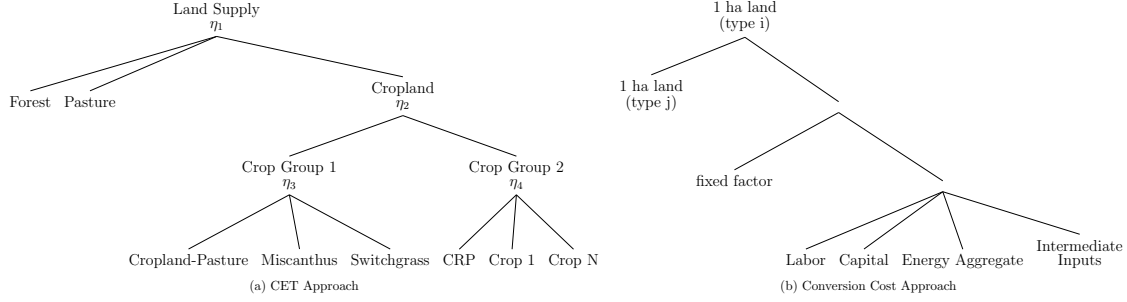 Land Supply
η₁
Forest
Pasture
Cropland
η₂
Crop Group 1
η₃
Crop Group 2
η₄
Cropland-Pasture
Miscanthus
Switchgrass
CRP
Crop 1
Crop N
(a) CET Approach
1 ha land
(type i)
1 ha land
(type j)
fixed factor
Labor
Capital
Energy Aggregate
Intermediate
Inputs
(b) Conversion Cost Approach